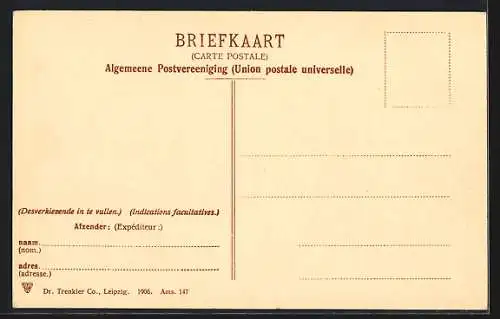 BRIEFKAART
(CARTE POSTALE)
Algemeene Postvereeniging (Union postale universelle)
(Desverkiezende in te vullen.) (Indications facultatives.)
Afzender: (Expéditeur:)
naam
(nom.)
adres.
(adresse.)
Dr. Trenkler Co., Leipzig. 1906. Ams. 147